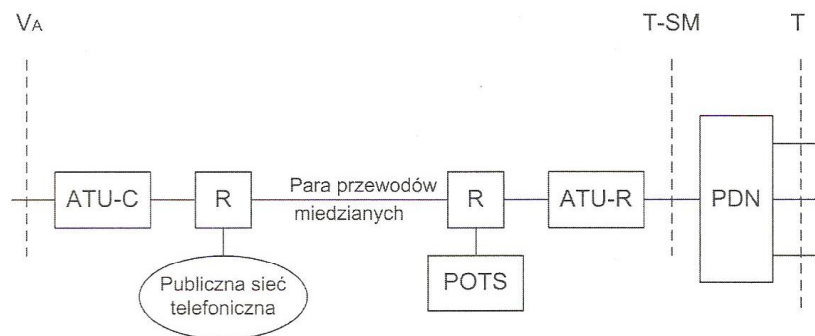 VA
T-SM
T
ATU-C
R
Para przewodów
miedzianych
R
ATU-R
PDN
Publiczna sieć
telefoniczna
POTS